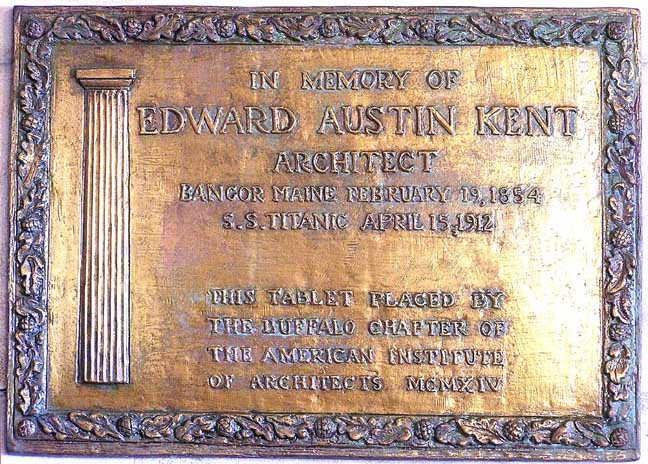 IN MEMORY OF
EDWARD AUSTIN KENT
ARCHITECT
BANGOR MAINE FEBRUARY 19, 1854
S.S. TITANIC APRIL 15, 1912
THIS TABLET PLACED BY
THE BUFFALO CHAPTER OF
THE AMERICAN INSTITUTE
OF ARCHITECTS MCMXIV